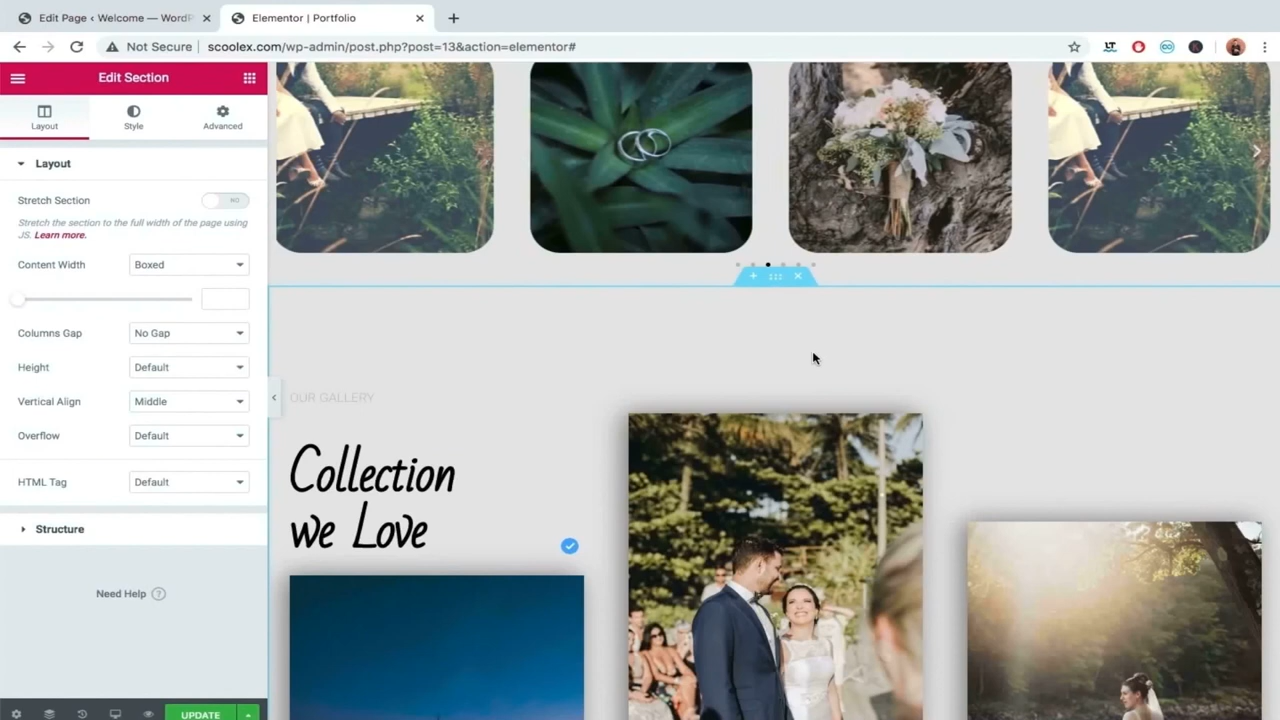 Edit Page ‹ Welcome — WordP
Elementor | Portfolio
Not Secure
scoolex.com/wp-admin/post.php?post=13&action=elementor#
LT
Edit Section
Layout
Style
Advanced
Layout
Stretch Section
NO
Stretch the section to the full width of the page using
JS. Learn more.
Content Width
Boxed
Columns Gap
No Gap
Height
Default
Vertical Align
Middle
Overflow
Default
HTML Tag
Default
Structure
Need Help ?
UPDATE
OUR GALLERY
Collection
we Love